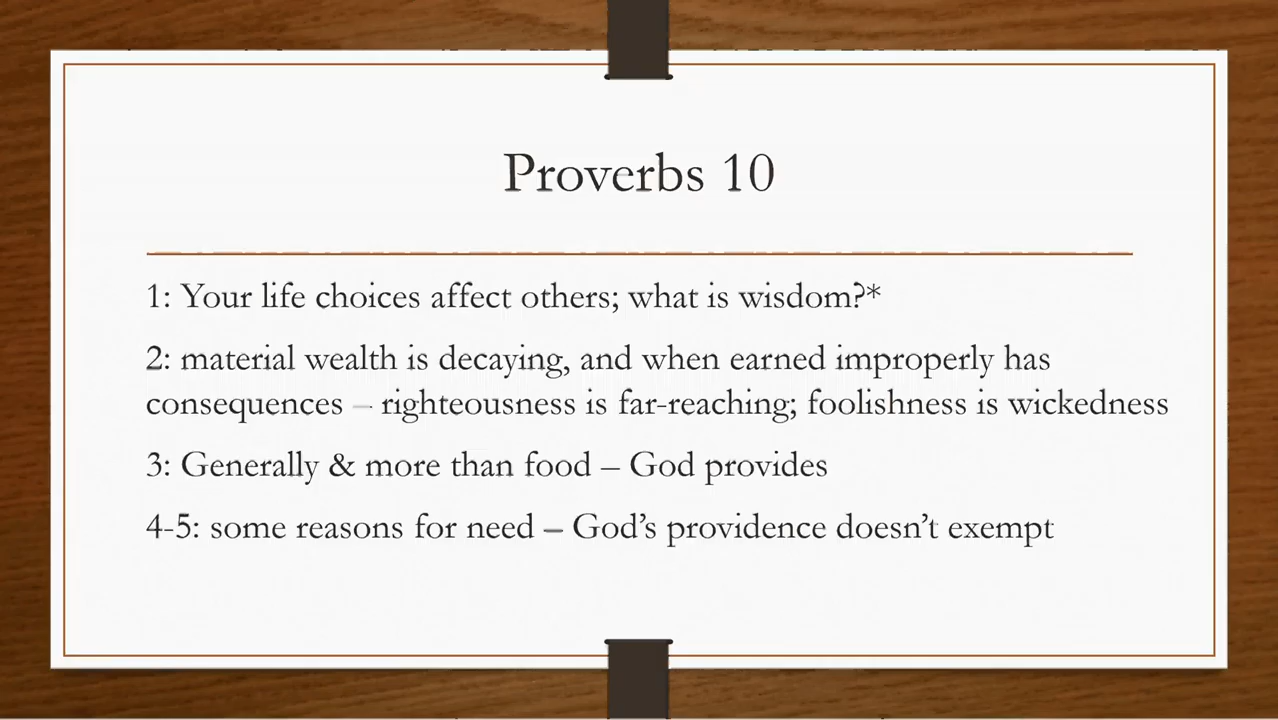 Proverbs 10
1: Your life choices affect others; what is wisdom?*
2: material wealth is decaying, and when earned improperly has
consequences – righteousness is far-reaching; foolishness is wickedness
3: Generally & more than food – God provides
4-5: some reasons for need – God’s providence doesn’t exempt